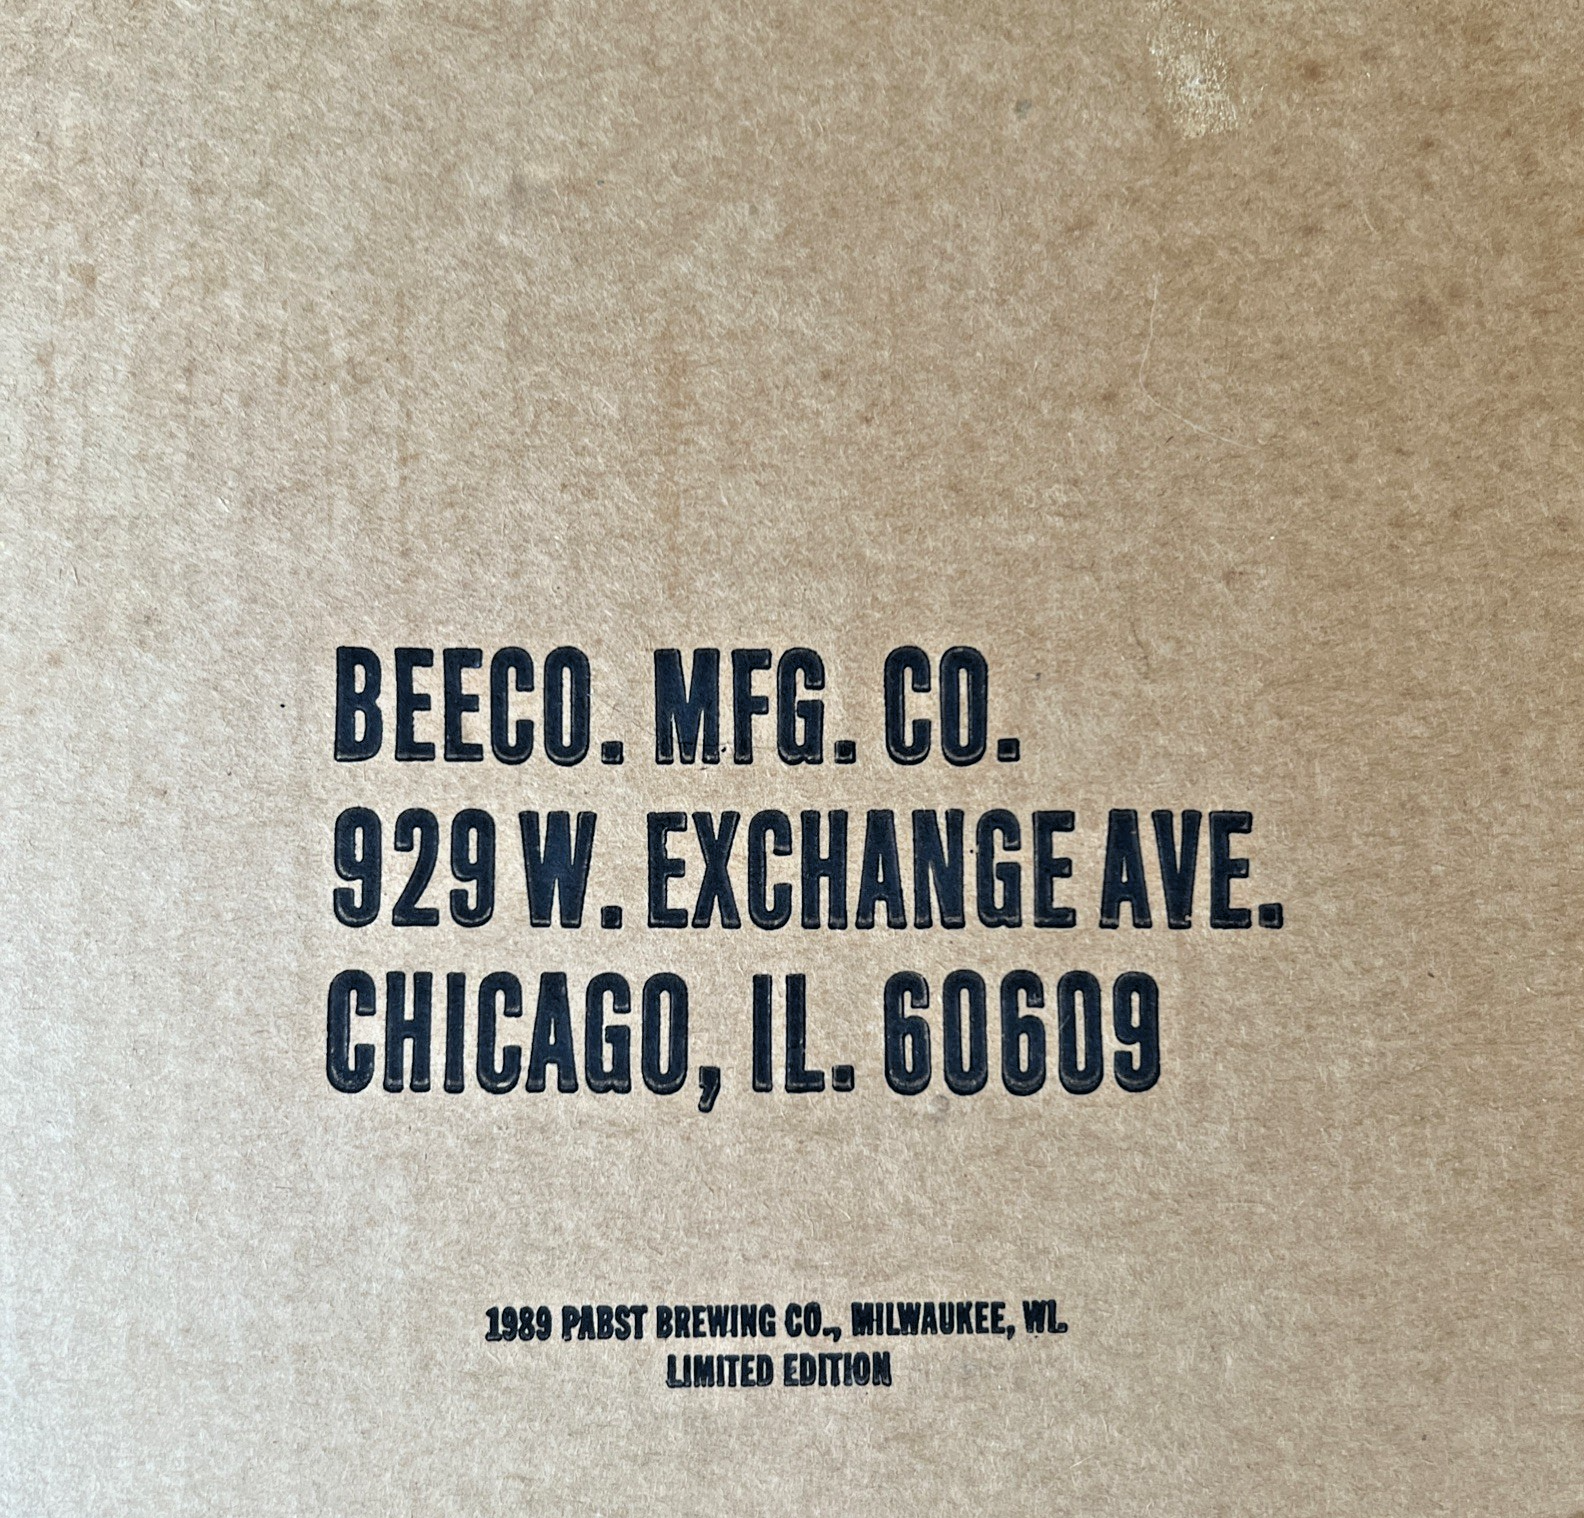 BEECO. MFG. CO.
929 W. EXCHANGE AVE.
CHICAGO, IL. 60609
1989 PABST BREWING CO., MILWAUKEE, WI.
LIMITED EDITION